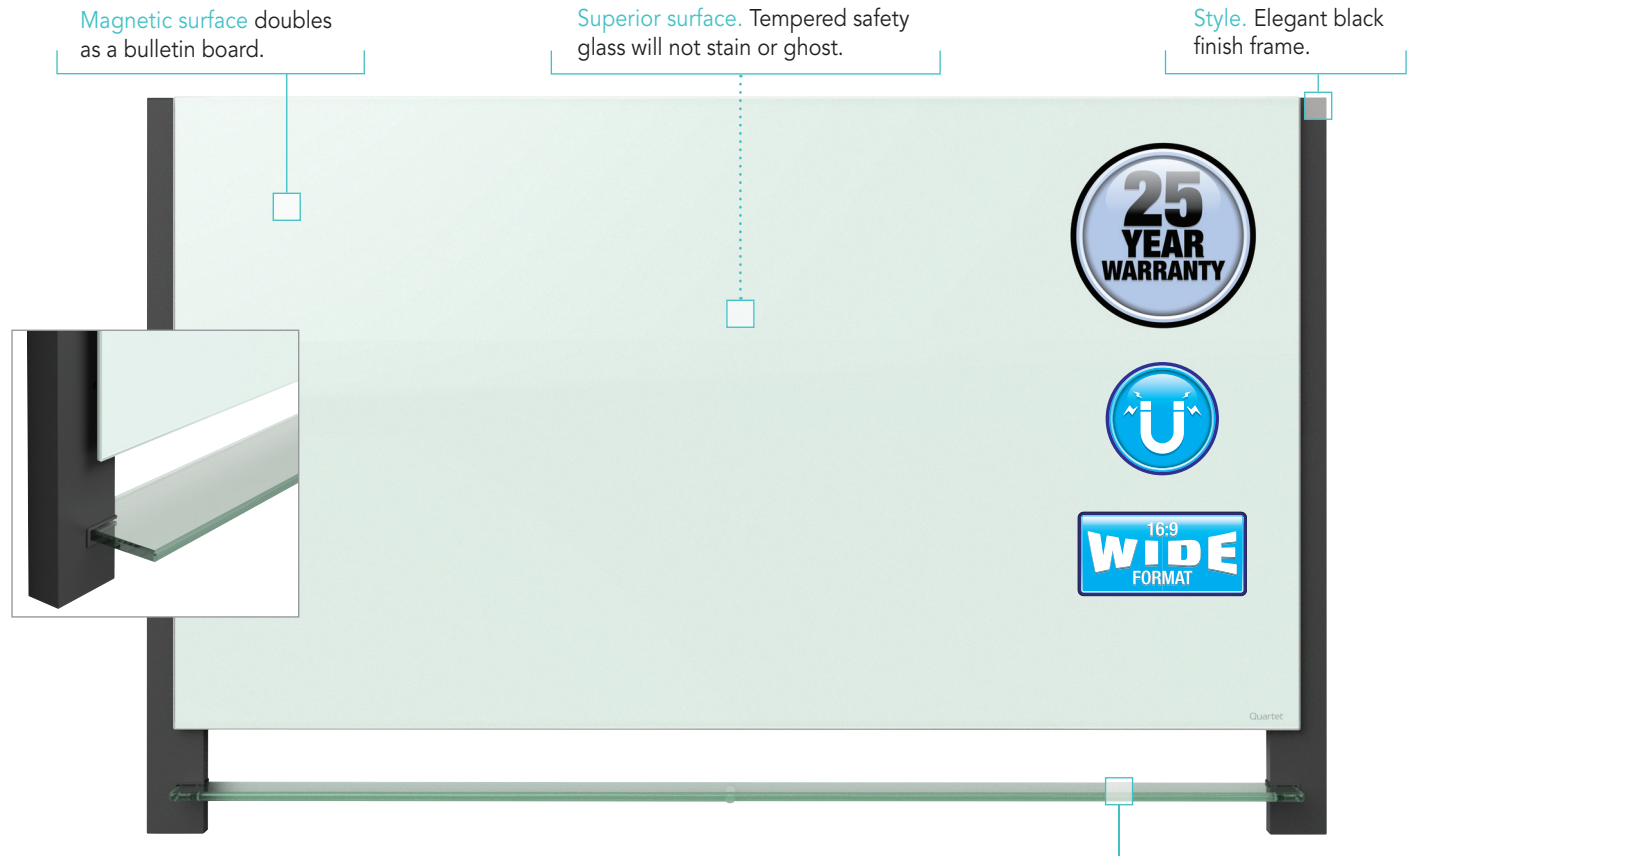 Magnetic surface doubles
as a bulletin board.
Superior surface. Tempered safety
glass will not stain or ghost.
Style. Elegant black
finish frame.
25
YEAR
WARRANTY
16:9
WIDE
FORMAT
Quartet